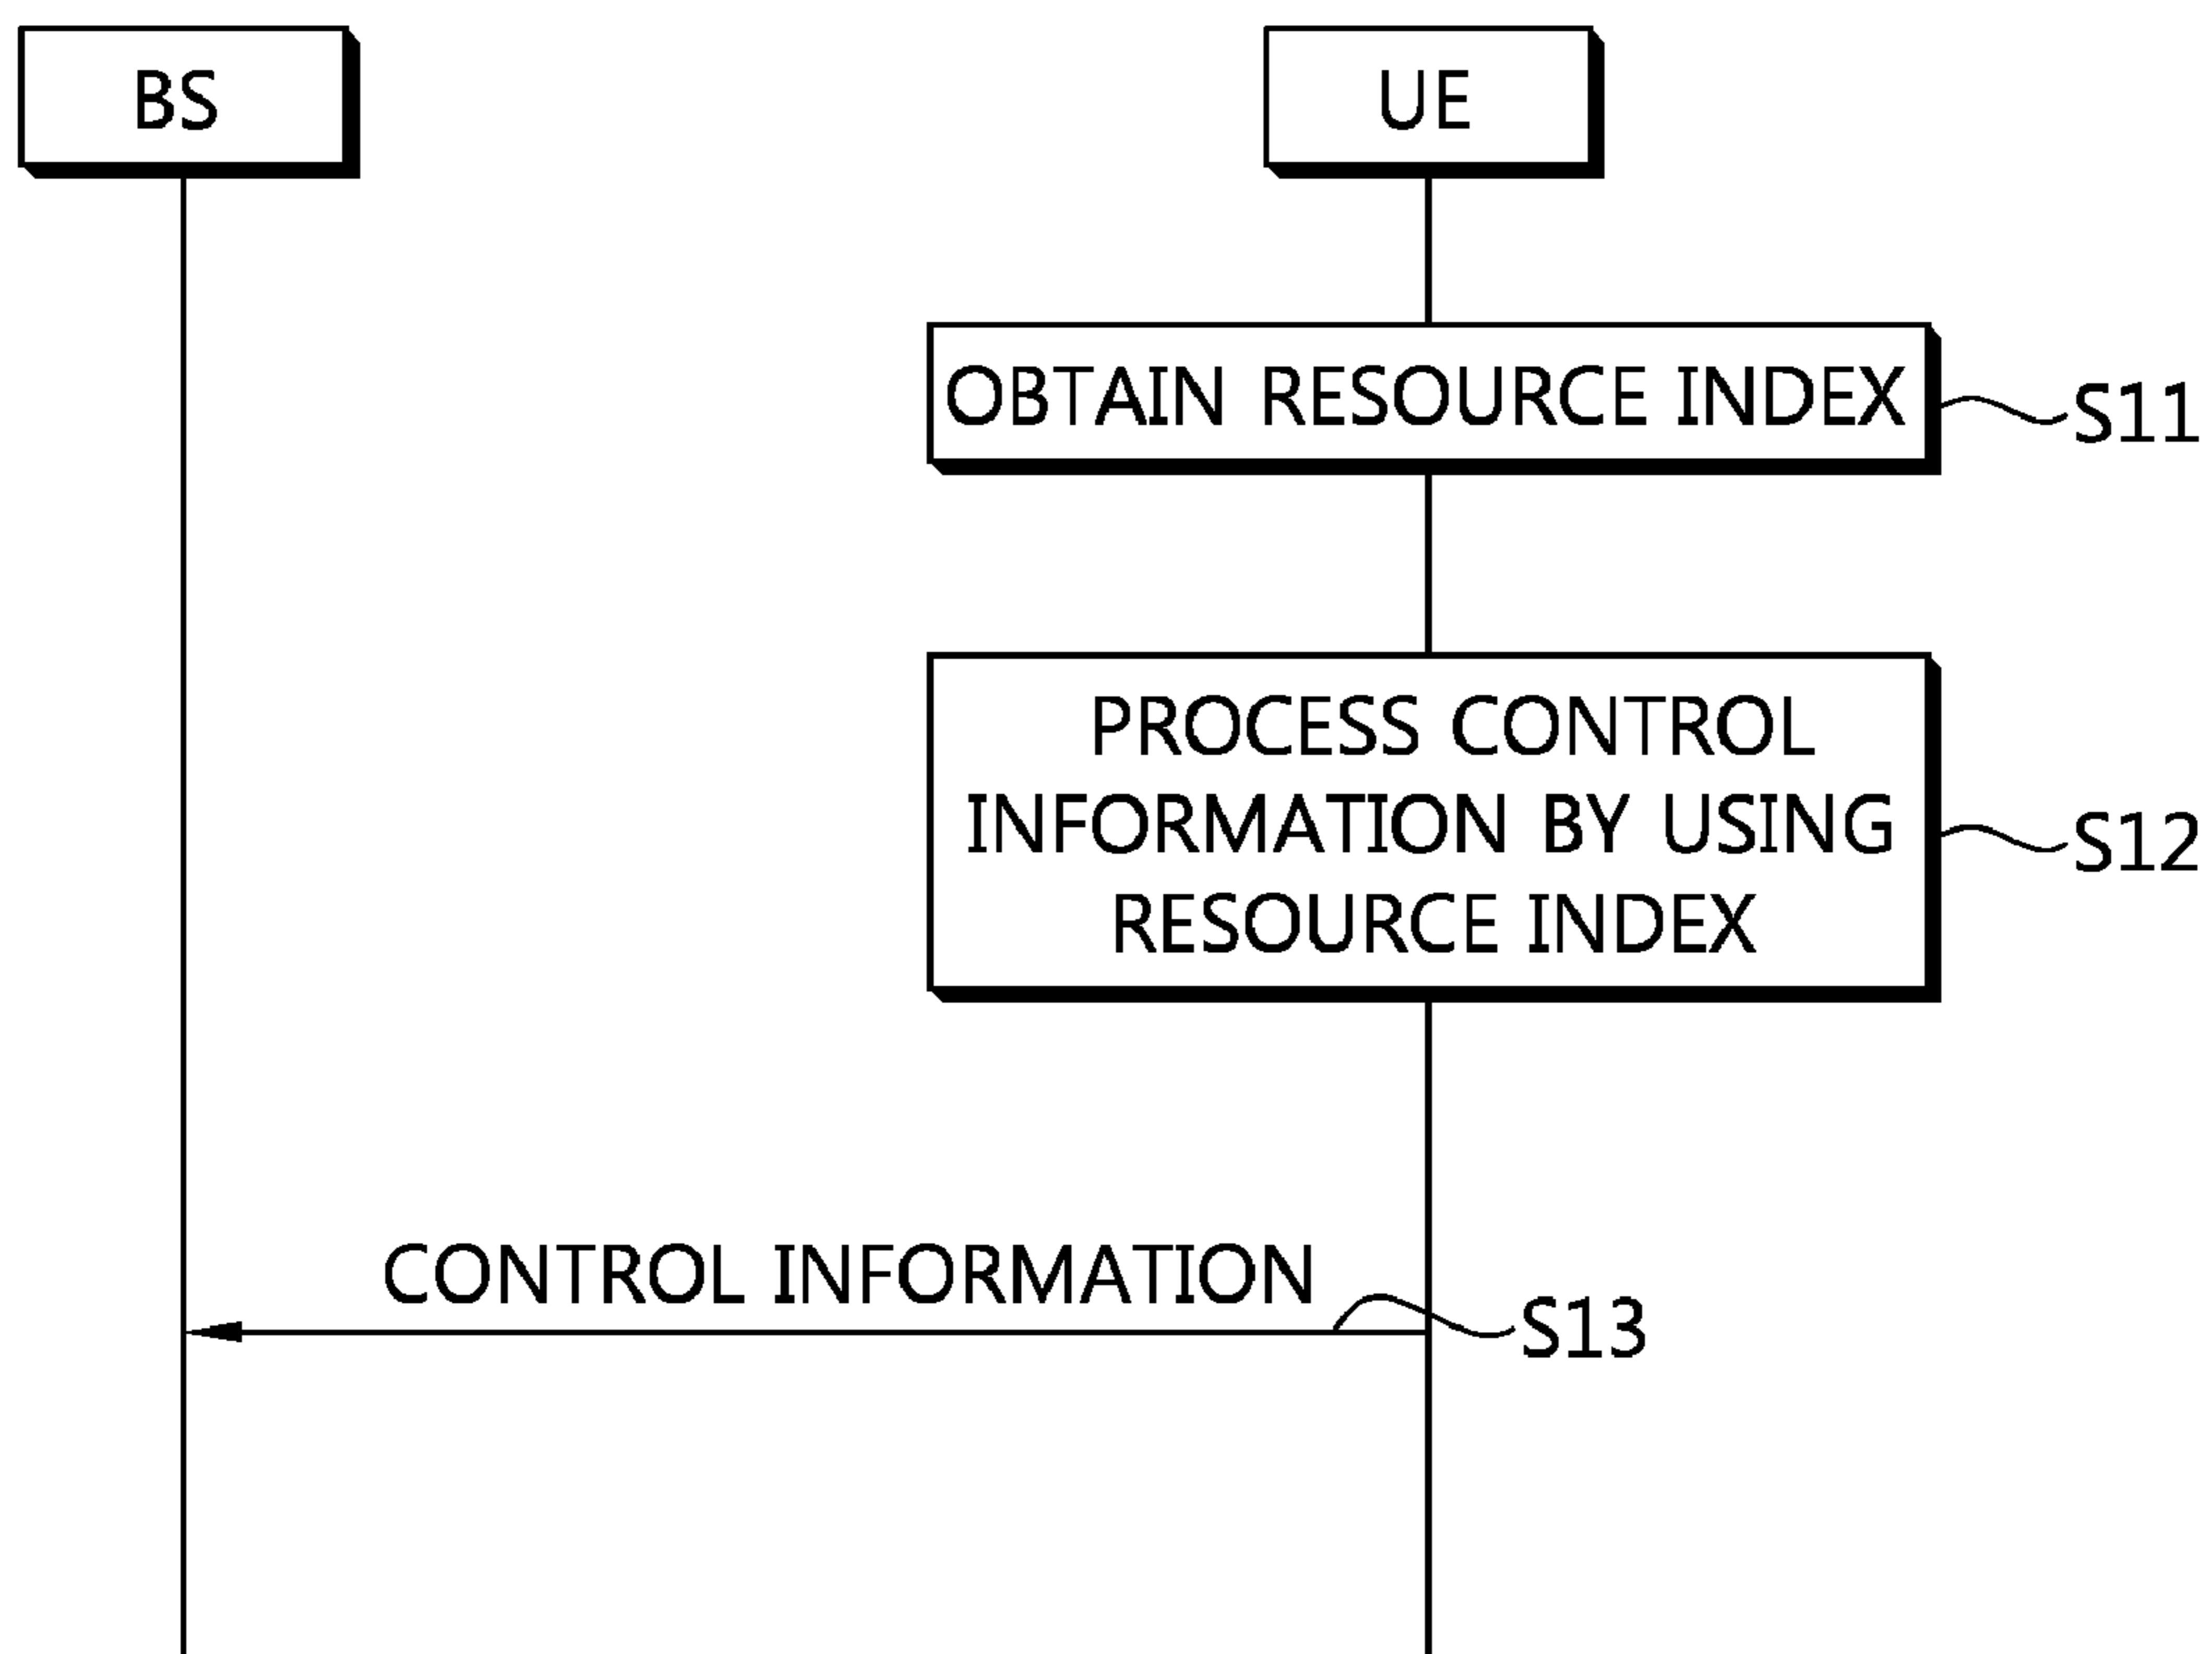 BS
UE
OBTAIN RESOURCE INDEX
S11
PROCESS CONTROL
INFORMATION BY USING
RESOURCE INDEX
S12
CONTROL INFORMATION
S13